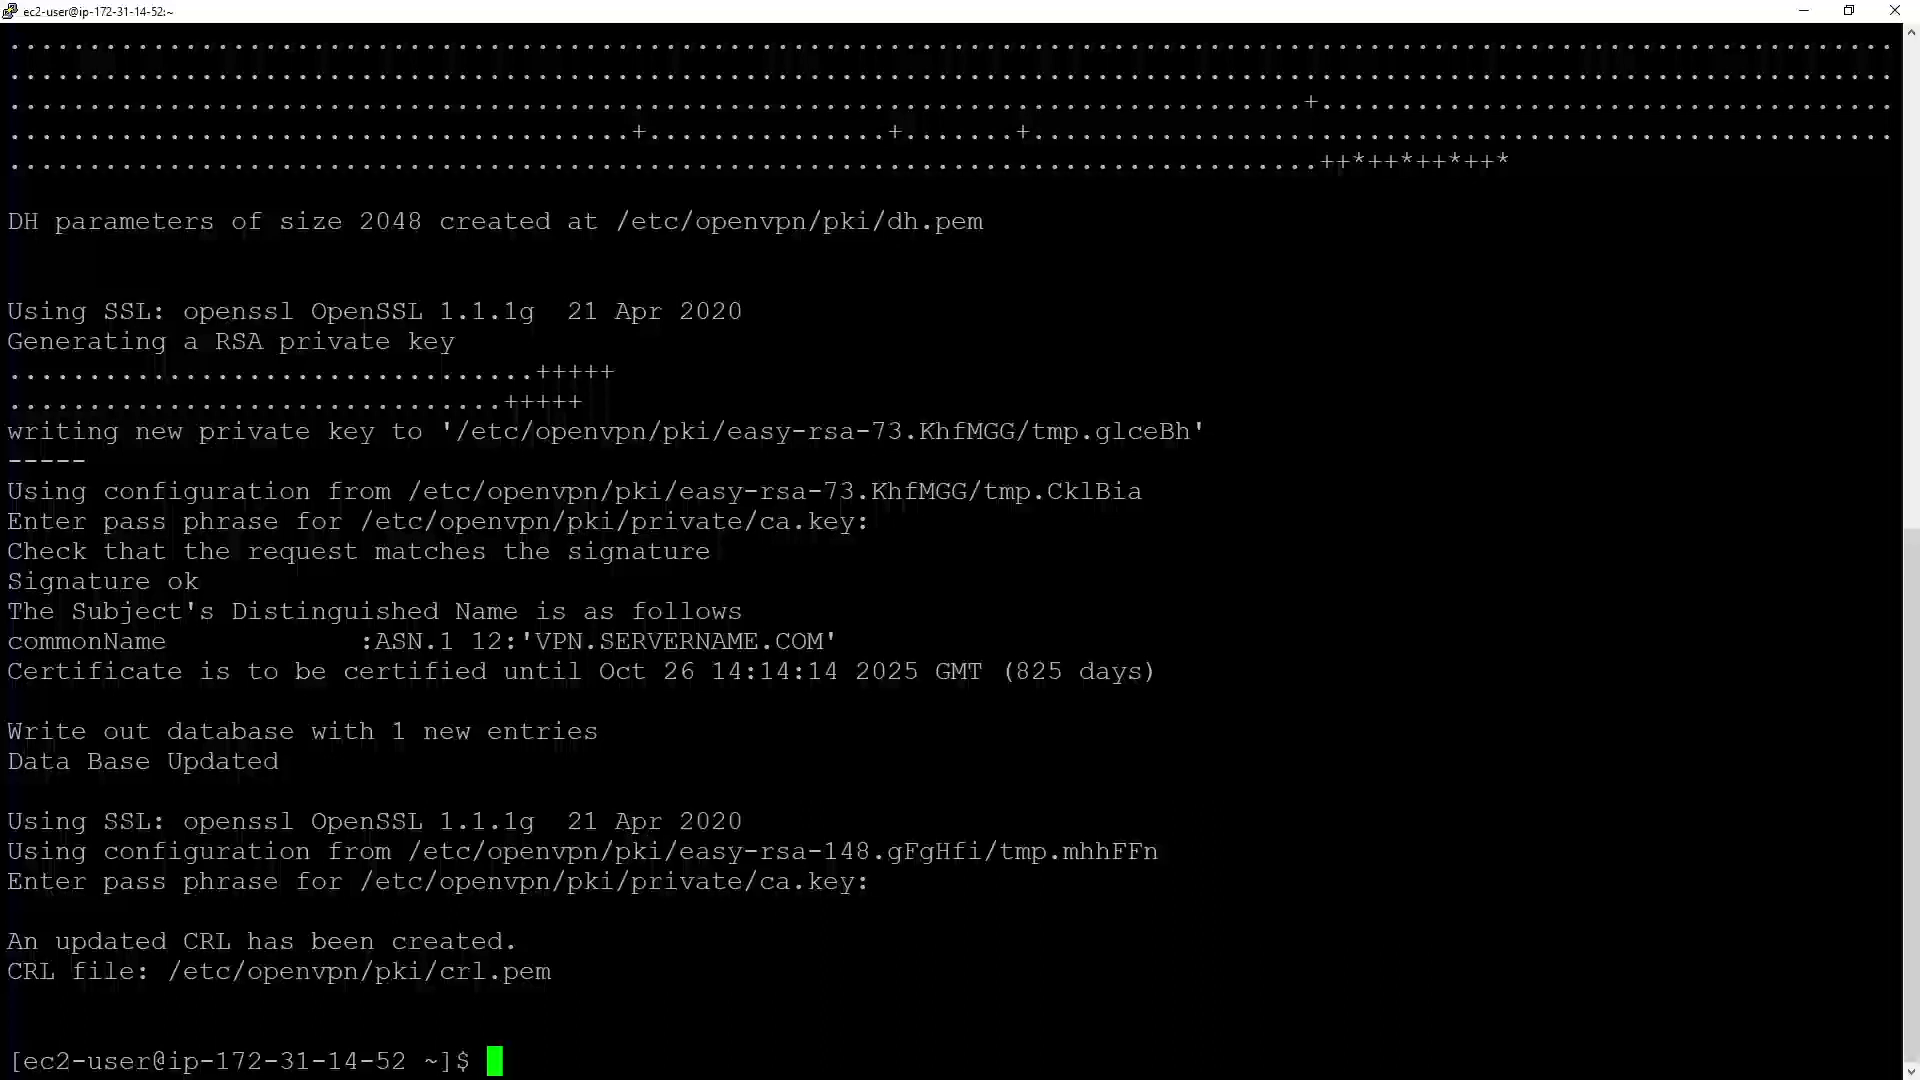 ec2-user@ip-172-31-14-52:~
DH parameters of size 2048 created at /etc/openvpn/pki/dh.pem
Using SSL: openssl OpenSSL 1.1.1g  21 Apr 2020
Generating a RSA private key
.................................+++++
...............................+++++
writing new private key to '/etc/openvpn/pki/easy-rsa-73.KhfMGG/tmp.glceBh'
-----
Using configuration from /etc/openvpn/pki/easy-rsa-73.KhfMGG/tmp.CklBia
Enter pass phrase for /etc/openvpn/pki/private/ca.key:
Check that the request matches the signature
Signature ok
The Subject's Distinguished Name is as follows
commonName            :ASN.1 12:'VPN.SERVERNAME.COM'
Certificate is to be certified until Oct 26 14:14:14 2025 GMT (825 days)
Write out database with 1 new entries
Data Base Updated
Using SSL: openssl OpenSSL 1.1.1g  21 Apr 2020
Using configuration from /etc/openvpn/pki/easy-rsa-148.gFgHfi/tmp.mhhFFn
Enter pass phrase for /etc/openvpn/pki/private/ca.key:
An updated CRL has been created.
CRL file: /etc/openvpn/pki/crl.pem
[ec2-user@ip-172-31-14-52 ~]$